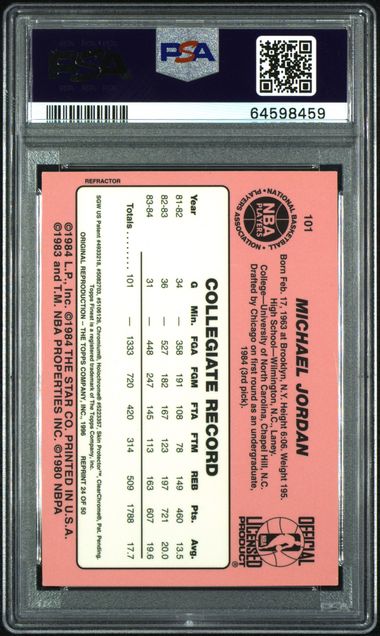 PSA
PSA
64598459
101
NATIONAL BASKETBALL
PLAYERS ASSOCIATION
NBA
PLAYERS
MICHAEL JORDAN
Born Feb. 17, 1963 at Brooklyn, N.Y. Height 6:06. Weight 195.
High School—Wilmington, N.C., Laney.
College—University of North Carolina, Chapel Hill, N.C.
Drafted by Chicago on first round as an undergraduate,
1984 (3rd pick).
OFFICIAL
LICENSED
PRODUCT
COLLEGIATE RECORD
Year G Min. FGA FGM FTA FTM REB Pts. Avg.
81-82 34 — 358 191 108 78 149 460 13.5
82-83 36 — 527 282 167 123 197 721 20.0
83-84 31 — 448 247 145 113 163 607 19.6
Totals 101 — 1333 720 420 314 509 1788 17.7
REFRACTOR
ORIGINAL REPRODUCTION - THE TOPPS COMPANY, INC., 1996 REPRINT 24 OF 50
©1984 L.P., Inc. ©1984 THE STAR CO. PRINTED IN U.S.A.
©1983 and T.M. NBA PROPERTIES INC. ©1980 NBPA